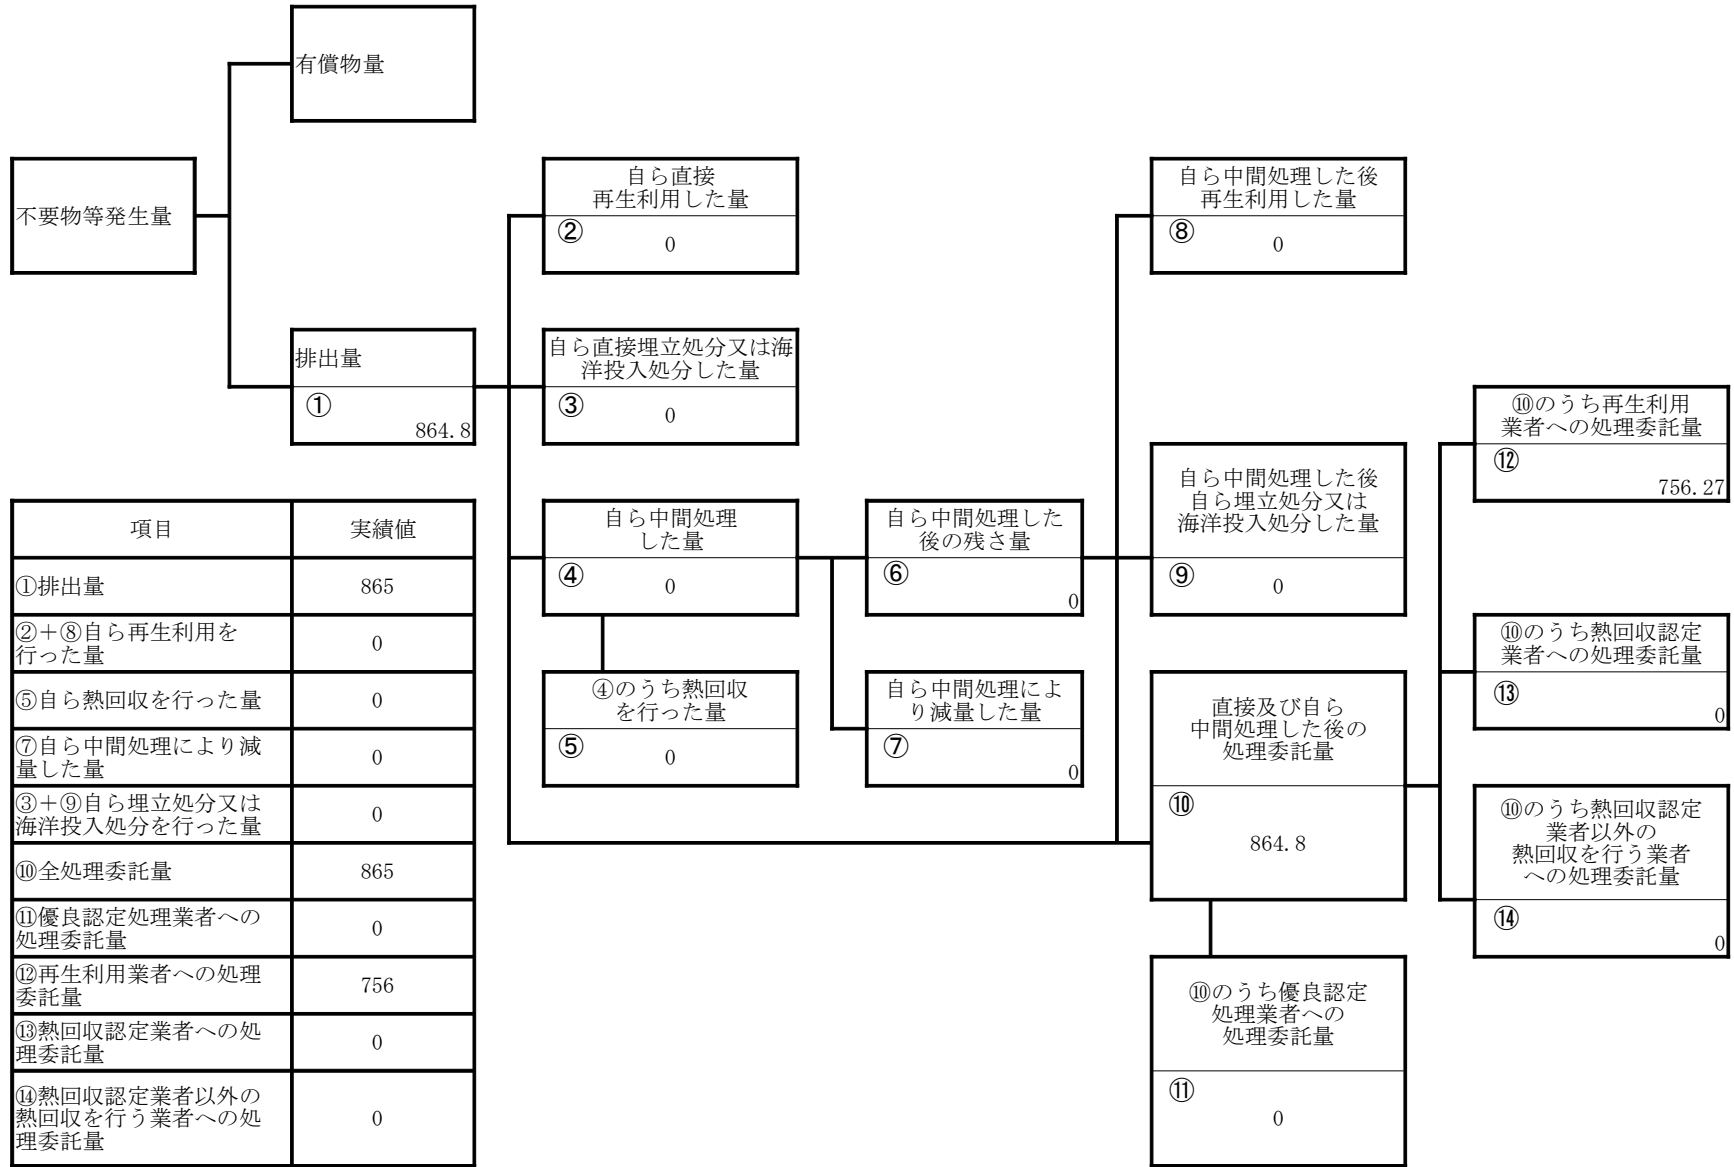 有償物量
不要物等発生量
排出量
①
864.8
自ら直接
再生利用した量
②
0
自ら直接埋立処分又は海
洋投入処分した量
③
0
自ら中間処理
した量
④
0
④のうち熱回収
を行った量
⑤
0
自ら中間処理した
後の残さ量
⑥
0
自ら中間処理によ
り減量した量
⑦
0
自ら中間処理した後
再生利用した量
⑧
0
自ら中間処理した後
自ら埋立処分又は
海洋投入処分した量
⑨
0
直接及び自ら
中間処理した後の
処理委託量
⑩
864.8
⑩のうち優良認定
処理業者への
処理委託量
⑪
0
⑩のうち再生利用
業者への処理委託量
⑫
756.27
⑩のうち熱回収認定
業者への処理委託量
⑬
0
⑩のうち熱回収認定
業者以外の
熱回収を行う業者
への処理委託量
⑭
0
項目 実績値
①排出量 865
②+⑧自ら再生利用を
行った量 0
⑤自ら熱回収を行った量 0
⑦自ら中間処理により減
量した量 0
③+⑨自ら埋立処分又は
海洋投入処分を行った量 0
⑩全処理委託量 865
⑪優良認定処理業者への
処理委託量 0
⑫再生利用業者への処理
委託量 756
⑬熱回収認定業者への処
理委託量 0
⑭熱回収認定業者以外の
熱回収を行う業者への処
理委託量 0